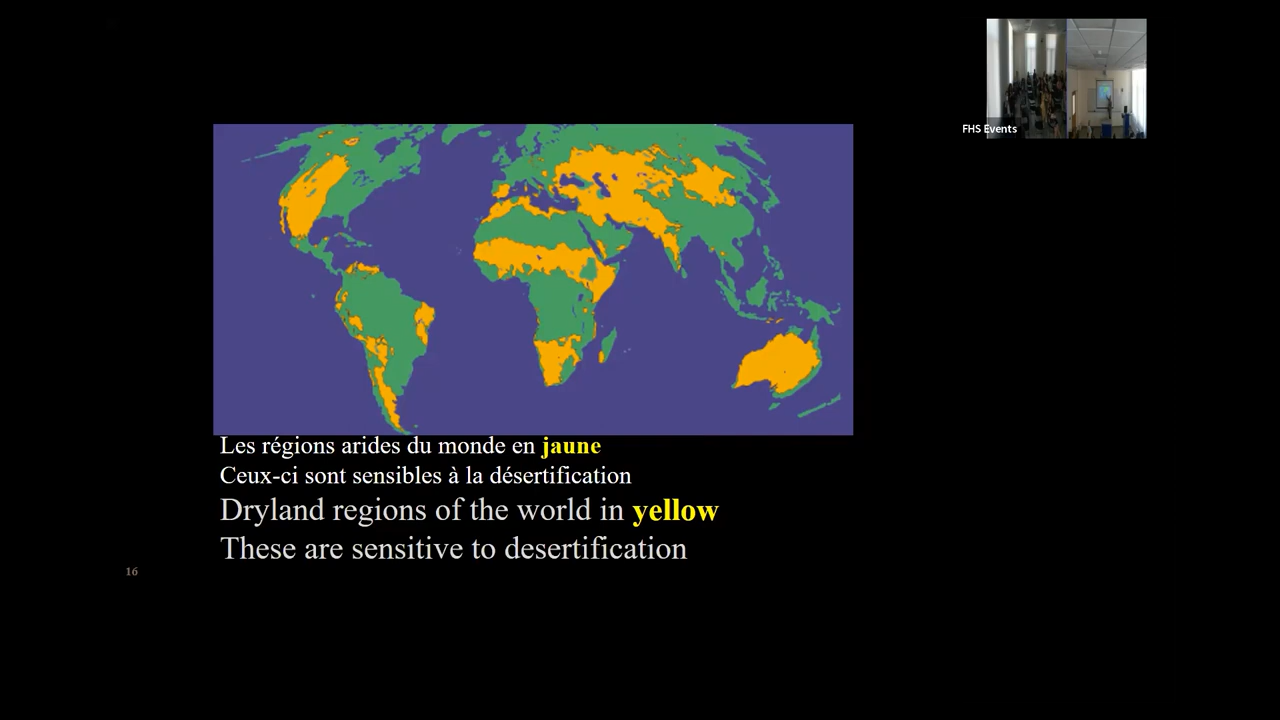 FHS Events
Les régions arides du monde en jaune
Ceux-ci sont sensibles à la désertification
Dryland regions of the world in yellow
These are sensitive to desertification
16